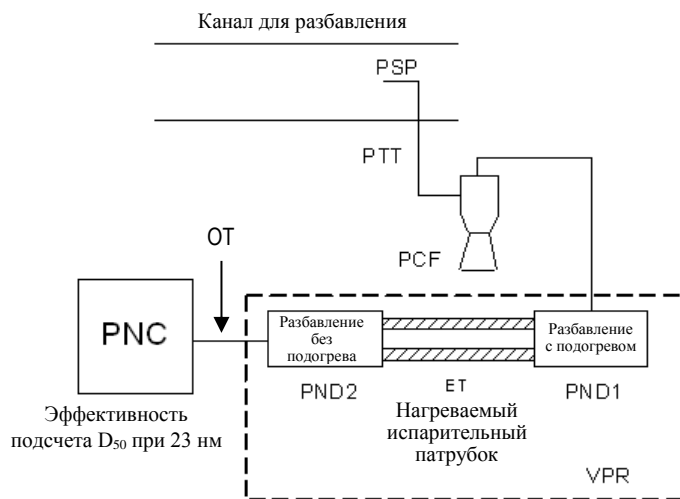 Канал для разбавления
PSP
PTT
PCF
OT
PNC
Разбавление
без
подогрева
Разбавление
с подогревом
PND2
ET
PND1
Нагреваемый
испарительный
патрубок
Эффективность
подсчета D₅₀ при 23 нм
VPR